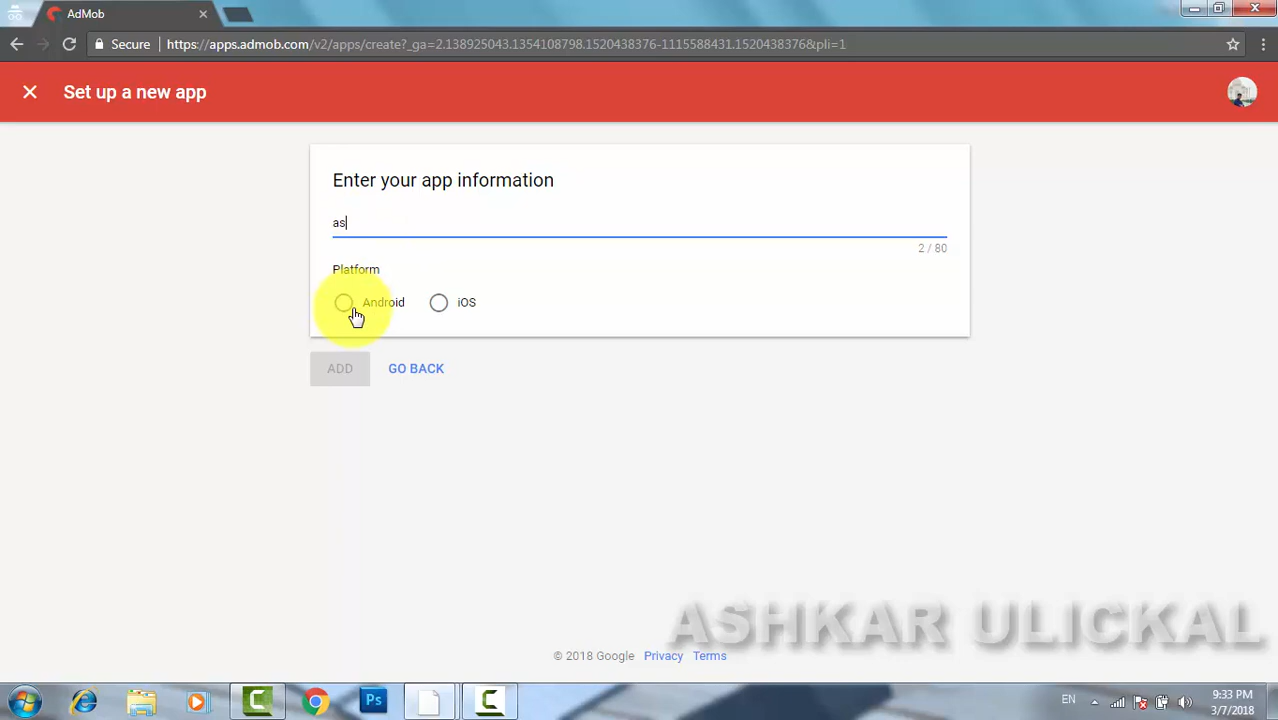 AdMob
Secure
https://apps.admob.com/v2/apps/create?_ga=2.138925043.1354108798.1520438376-1115588431.1520438376&pli=1
Set up a new app
Enter your app information
as
2 / 80
Platform
Android
iOS
ADD
GO BACK
ASHKAR ULICKAL
© 2018 Google
Privacy
Terms
Ps
EN
9:33 PM
3/7/2018